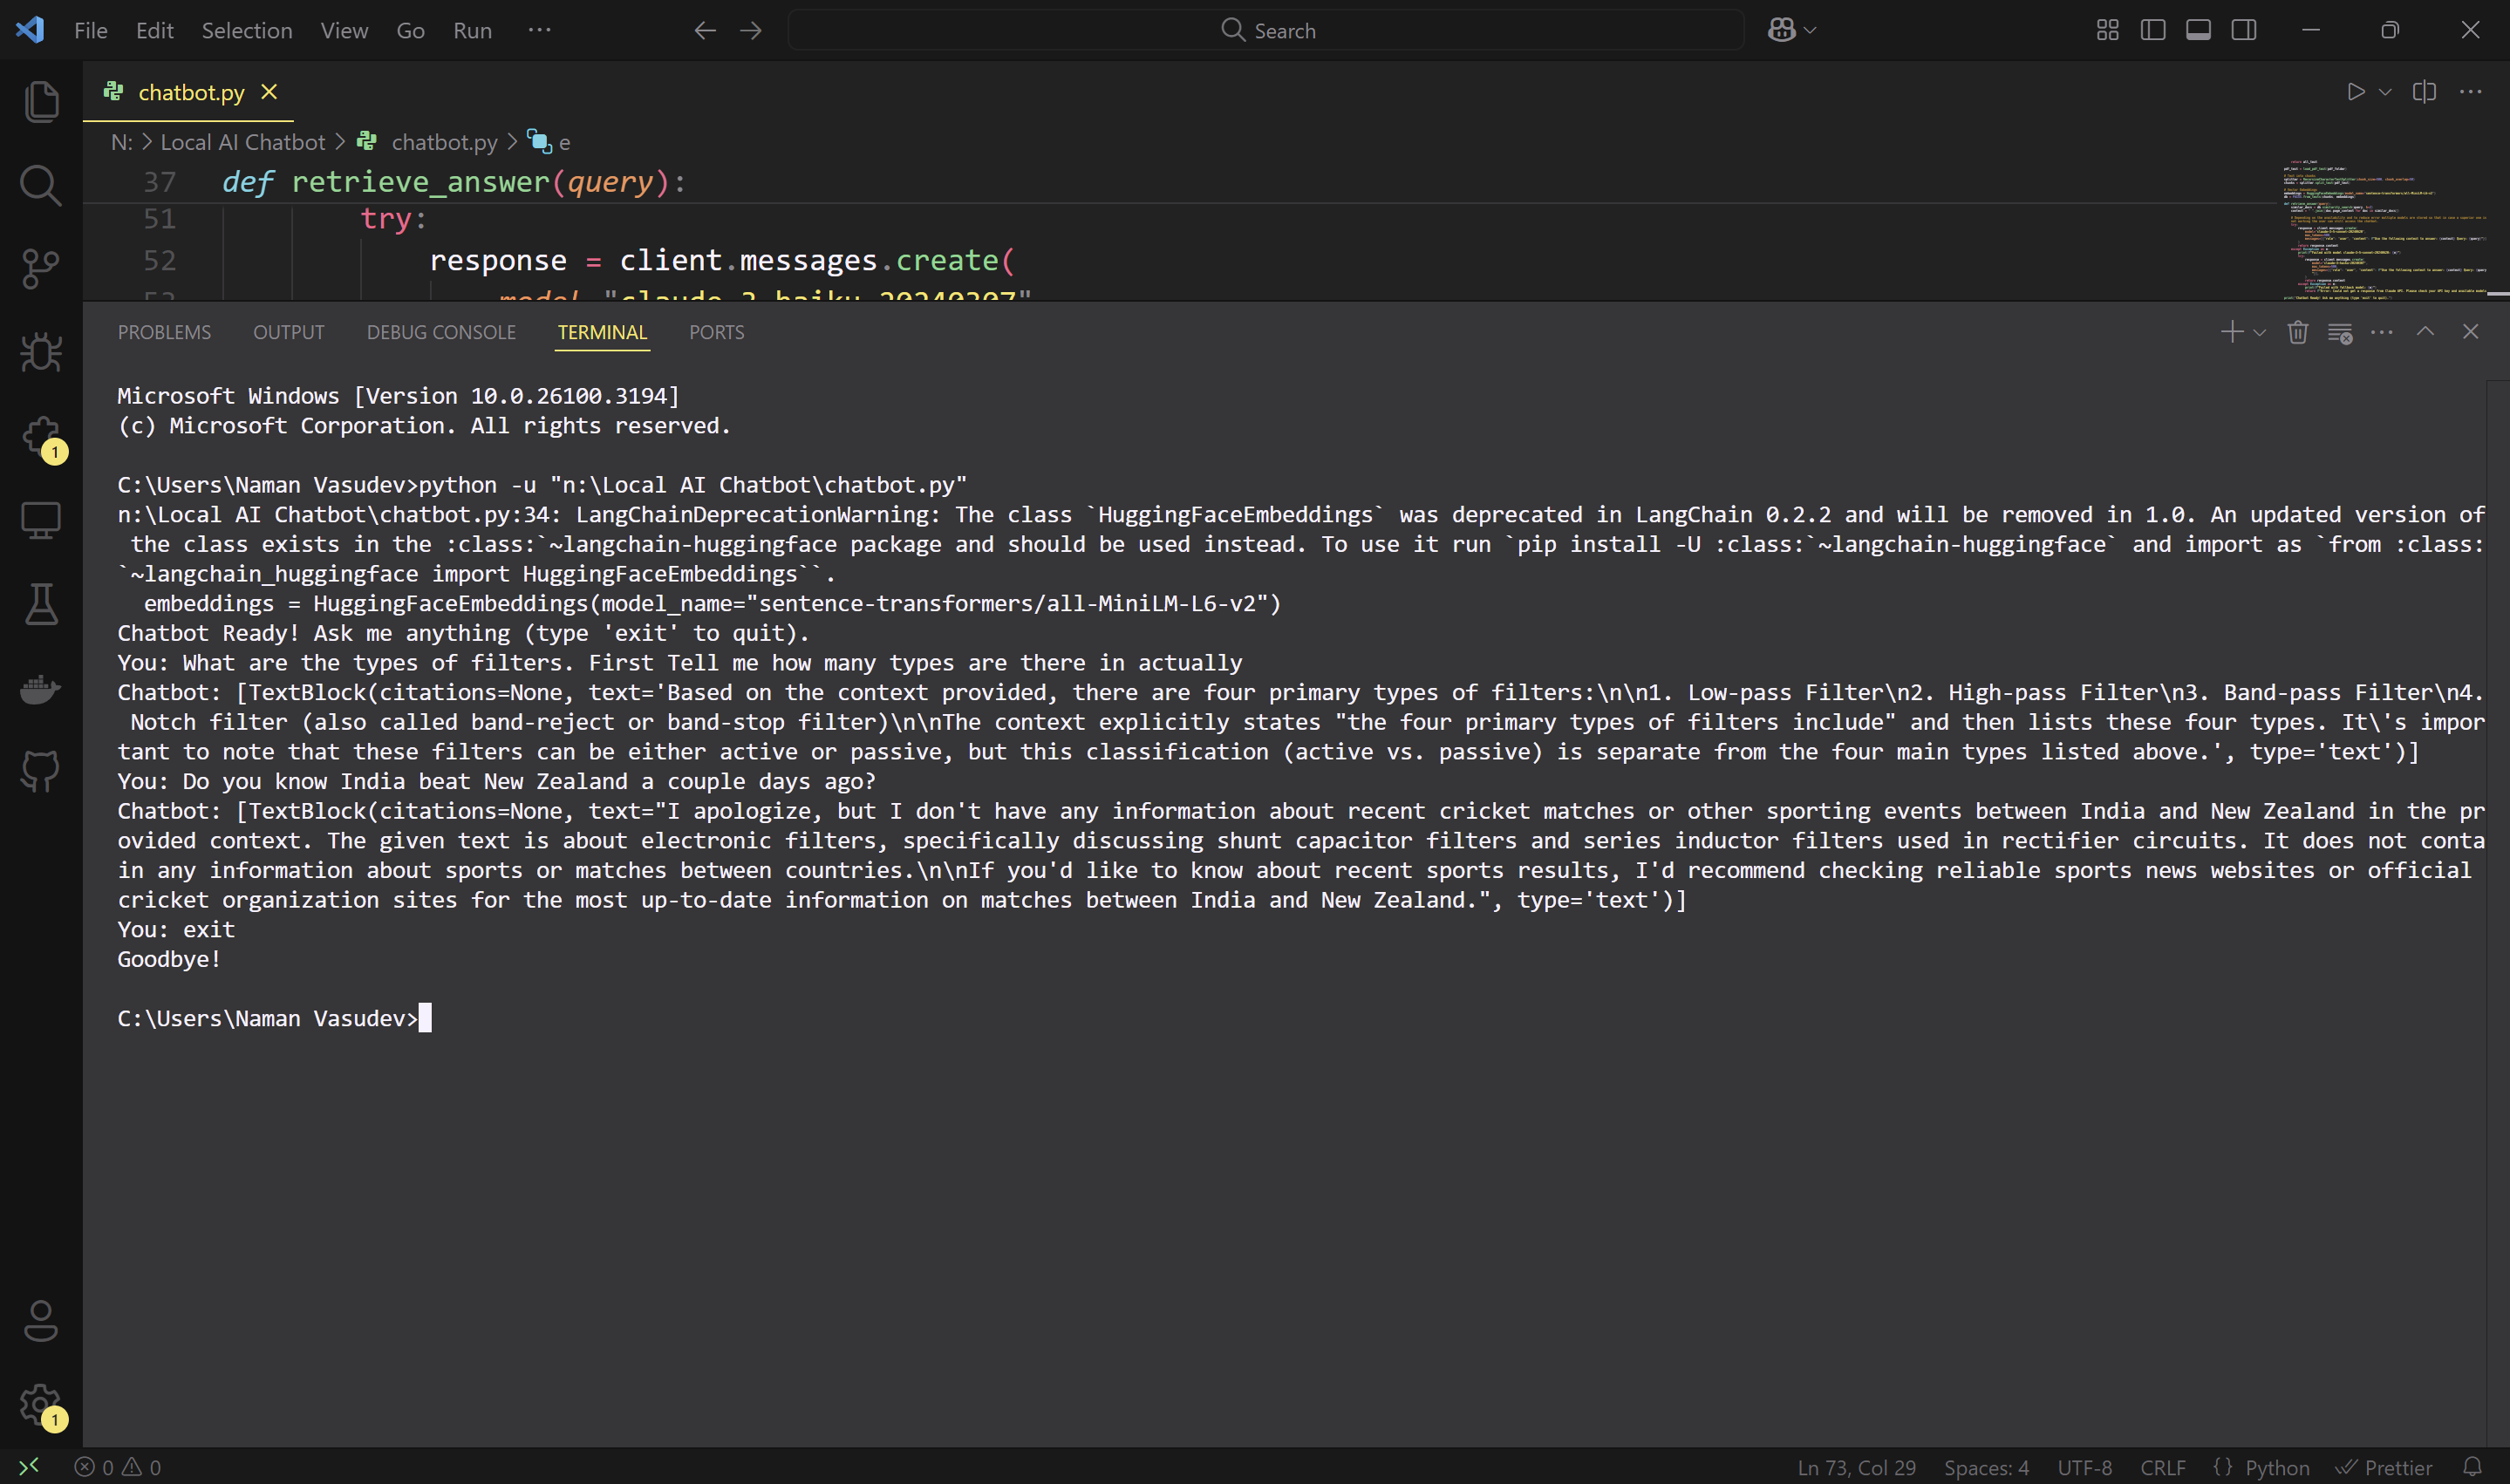 File Edit Selection View Go Run ··· Search
chatbot.py
N: > Local AI Chatbot > chatbot.py > e
37 def retrieve_answer(query):
51 try:
52 response = client.messages.create(
PROBLEMS OUTPUT DEBUG CONSOLE TERMINAL PORTS
Microsoft Windows [Version 10.0.26100.3194]
(c) Microsoft Corporation. All rights reserved.
C:\Users\Naman Vasudev>python -u "n:\Local AI Chatbot\chatbot.py"
n:\Local AI Chatbot\chatbot.py:34: LangChainDeprecationWarning: The class `HuggingFaceEmbeddings` was deprecated in LangChain 0.2.2 and will be removed in 1.0. An updated version of
the class exists in the :class:`~langchain-huggingface package and should be used instead. To use it run `pip install -U :class:`~langchain-huggingface` and import as `from :class:
`~langchain_huggingface import HuggingFaceEmbeddings``.
embeddings = HuggingFaceEmbeddings(model_name="sentence-transformers/all-MiniLM-L6-v2")
Chatbot Ready! Ask me anything (type 'exit' to quit).
You: What are the types of filters. First Tell me how many types are there in actually
Chatbot: [TextBlock(citations=None, text='Based on the context provided, there are four primary types of filters:\n\n1. Low-pass Filter\n2. High-pass Filter\n3. Band-pass Filter\n4.
Notch filter (also called band-reject or band-stop filter)\n\nThe context explicitly states "the four primary types of filters include" and then lists these four types. It\'s impor
tant to note that these filters can be either active or passive, but this classification (active vs. passive) is separate from the four main types listed above.', type='text')]
You: Do you know India beat New Zealand a couple days ago?
Chatbot: [TextBlock(citations=None, text="I apologize, but I don't have any information about recent cricket matches or other sporting events between India and New Zealand in the pr
ovided context. The given text is about electronic filters, specifically discussing shunt capacitor filters and series inductor filters used in rectifier circuits. It does not conta
in any information about sports or matches between countries.\n\nIf you'd like to know about recent sports results, I'd recommend checking reliable sports news websites or official
cricket organization sites for the most up-to-date information on matches between India and New Zealand.", type='text')]
You: exit
Goodbye!
C:\Users\Naman Vasudev>
1
1
0 0 Ln 73, Col 29 Spaces: 4 UTF-8 CRLF {} Python Prettier